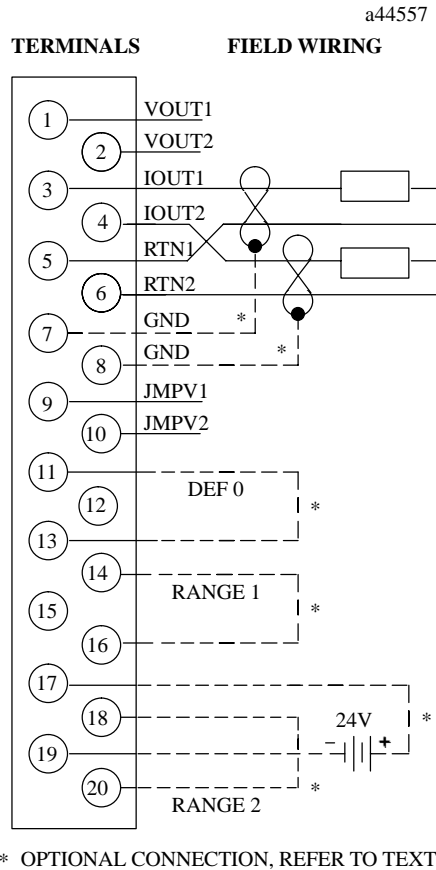 a44557
TERMINALS FIELD WIRING
1 VOUT1
2 VOUT2
3 IOUT1
4 IOUT2
5 RTN1
6 RTN2
7 GND *
8 GND *
9 JMPV1
10 JMPV2
11
DEF 0
12 *
13
14
RANGE 1
15 *
16
17
18 24V *
19 - +
20 *
RANGE 2
* OPTIONAL CONNECTION, REFER TO TEXT